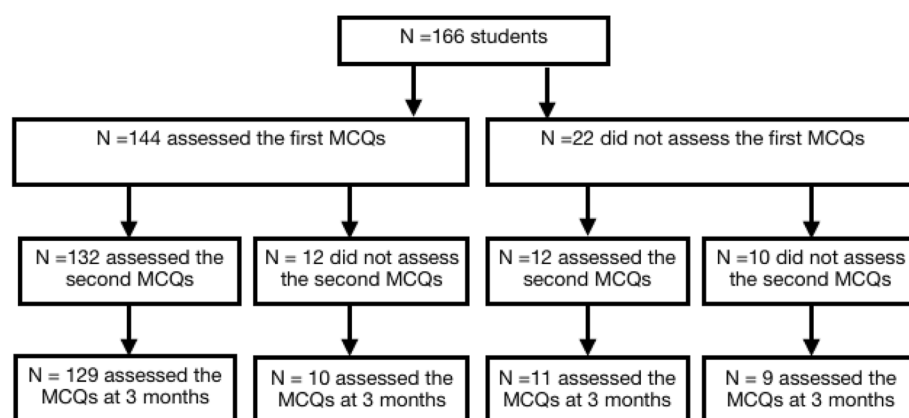 N =166 students
N =144 assessed the first MCQs
N =22 did not assess the first MCQs
N =132 assessed the
second MCQs
N = 12 did not assess
the second MCQs
N =12 assessed the
second MCQs
N =10 did not assess
the second MCQs
N = 129 assessed the
MCQs at 3 months
N = 10 assessed the
MCQs at 3 months
N =11 assessed the
MCQs at 3 months
N = 9 assessed the
MCQs at 3 months